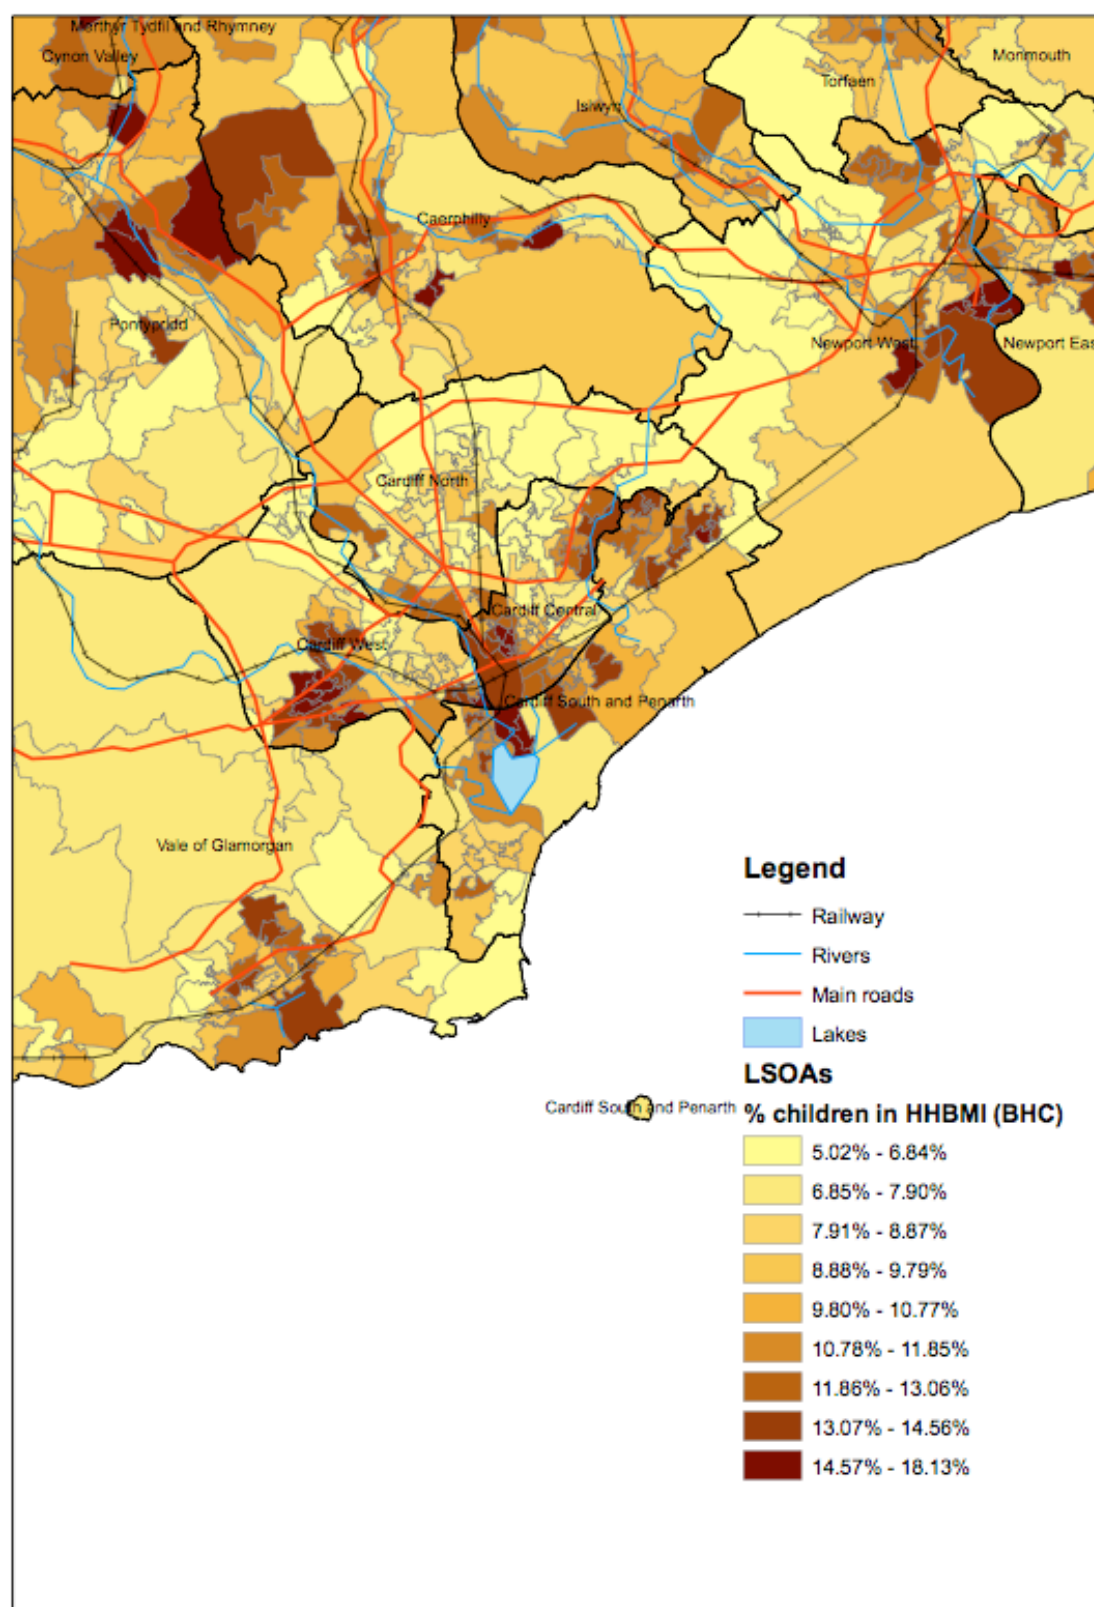 Merthyr Tydfil and Rhymney
Cynon Valley
Monmouth
Torfaen
Islwyn
Caerphilly
Pontypridd
Newport West
Newport Eas
Cardiff North
Cardiff Central
Cardiff West
Cardiff South and Penarth
Vale of Glamorgan
Legend
Railway
Rivers
Main roads
Lakes
LSOAs
Cardiff South and Penarth
% children in HHBMI (BHC)
5.02% - 6.84%
6.85% - 7.90%
7.91% - 8.87%
8.88% - 9.79%
9.80% - 10.77%
10.78% - 11.85%
11.86% - 13.06%
13.07% - 14.56%
14.57% - 18.13%